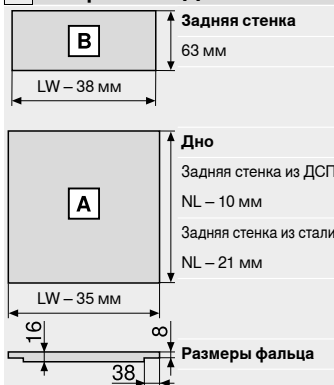 Задняя стенка
B
63 мм
LW – 38 мм
Дно
Задняя стенка из ДСП
A
NL – 10 мм
Задняя стенка из стали
NL – 21 мм
LW – 35 мм
16
8
Размеры фальца
38